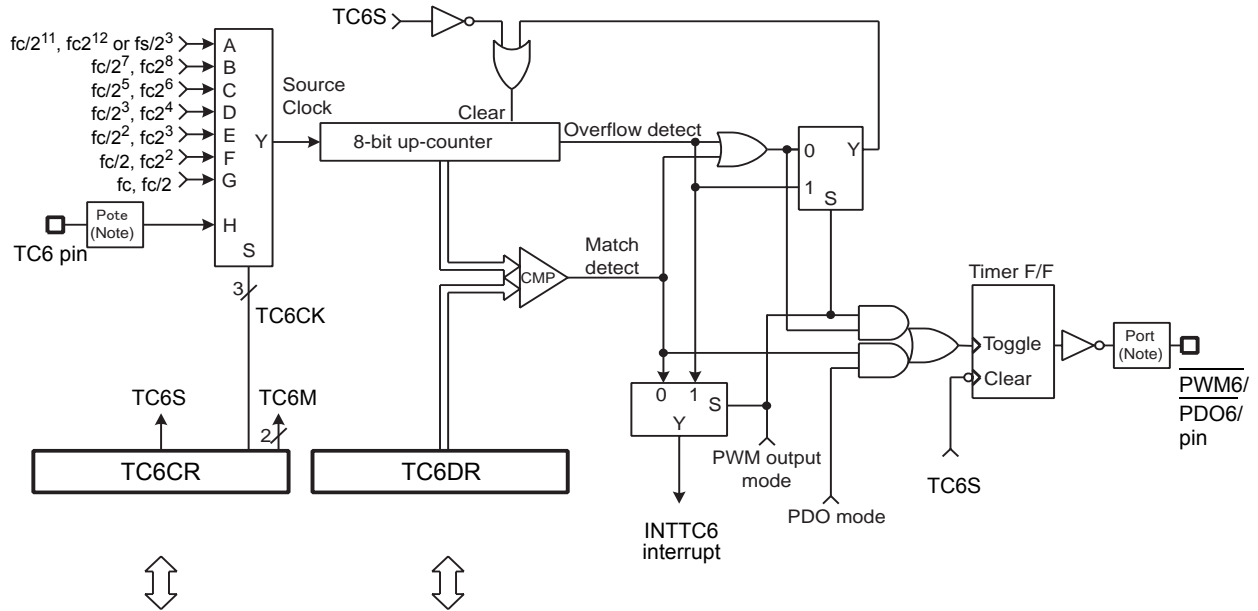 TC6S
fc/2¹¹, fc2¹² or fs/2³
fc/2⁷, fc2⁸
fc/2⁵, fc2⁶
fc/2³, fc2⁴
fc/2², fc2³
fc/2, fc2²
fc, fc/2
A
B
C
D
E
F
G
H
Y
S
Pote
(Note)
TC6 pin
Source
Clock
Clear
8-bit up-counter
Overflow detect
0
1
Y
S
CMP
Match
detect
3
TC6CK
Timer F/F
Toggle
Clear
Port
(Note)
PWM6/
PDO6/
pin
TC6S
TC6M
2
0
1
S
Y
TC6CR
TC6DR
PWM output
mode
TC6S
PDO mode
INTTC6
interrupt